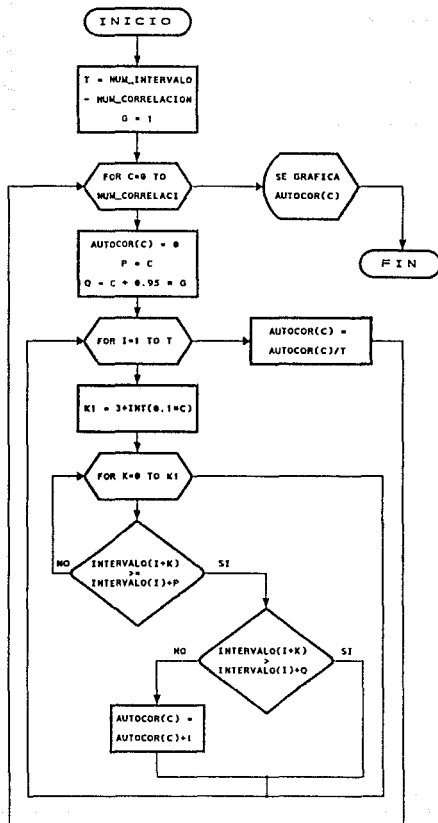 INICIO
T = NUM_INTERVALO
- NUM_CORRELACION
G = 1
FOR C=0 TO
NUM_CORRELACI
SE GRAFICA
AUTOCOR(C)
FIN
AUTOCOR(C) = 0
P = C
Q = C + 0.95 * G
FOR I=1 TO T
AUTOCOR(C) =
AUTOCOR(C)/T
K1 = 3+INT(0.1*C)
FOR K=0 TO K1
NO
INTERVALO(I+K)
>=
INTERVALO(I)+P
SI
NO
INTERVALO(I+K)
>
INTERVALO(I)+Q
SI
AUTOCOR(C) =
AUTOCOR(C)+1